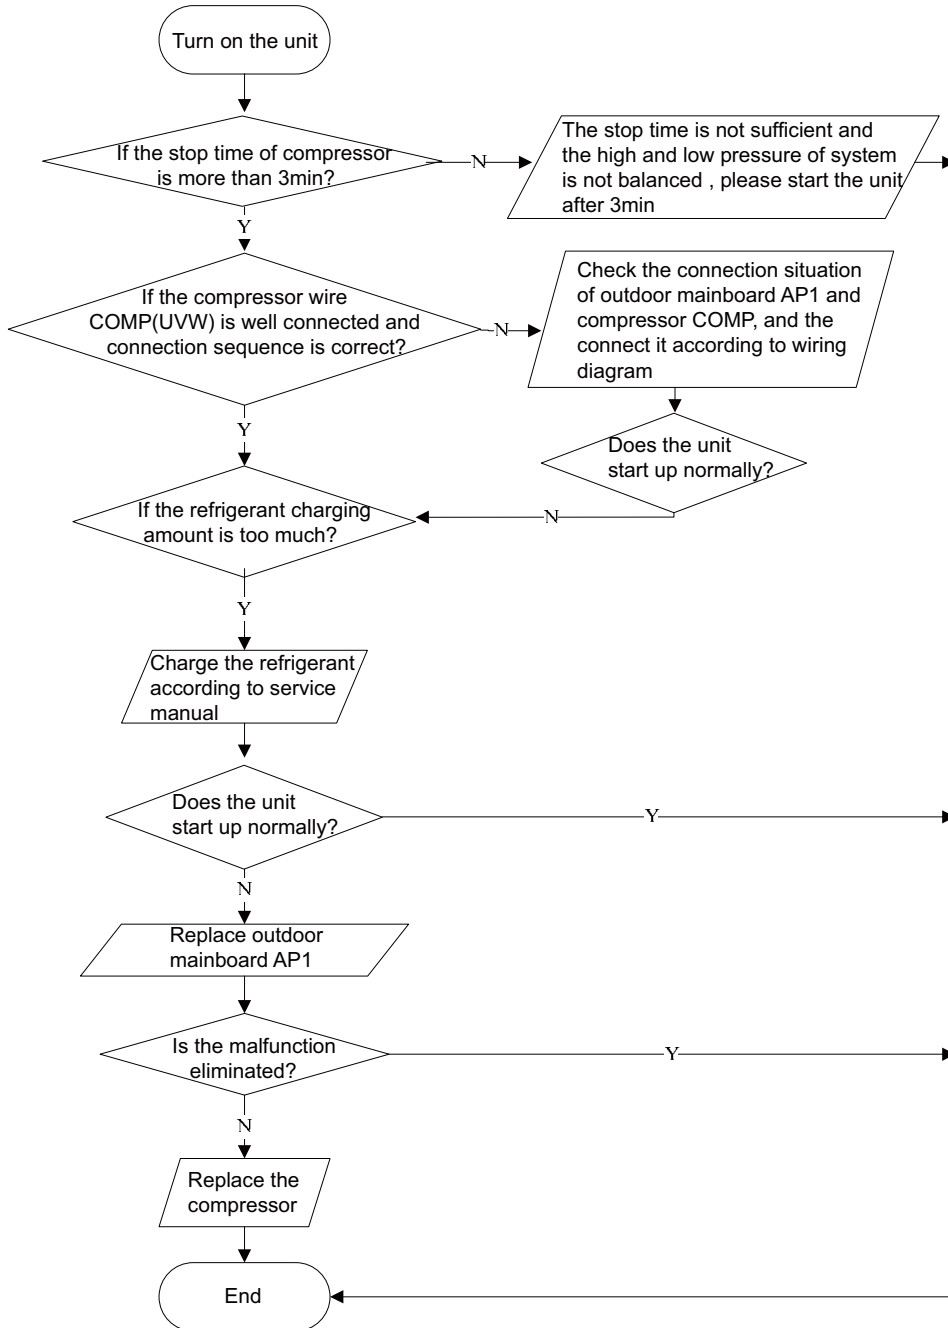 Turn on the unit
If the stop time of compressor
is more than 3min?
N
The stop time is not sufficient and
the high and low pressure of system
is not balanced , please start the unit
after 3min
Y
If the compressor wire
COMP(UVW) is well connected and
connection sequence is correct?
N
Check the connection situation
of outdoor mainboard AP1 and
compressor COMP, and the
connect it according to wiring
diagram
Y
Does the unit
start up normally?
If the refrigerant charging
amount is too much?
N
Y
Charge the refrigerant
according to service
manual
Does the unit
start up normally?
Y
N
Replace outdoor
mainboard AP1
Is the malfunction
eliminated?
Y
N
Replace the
compressor
End